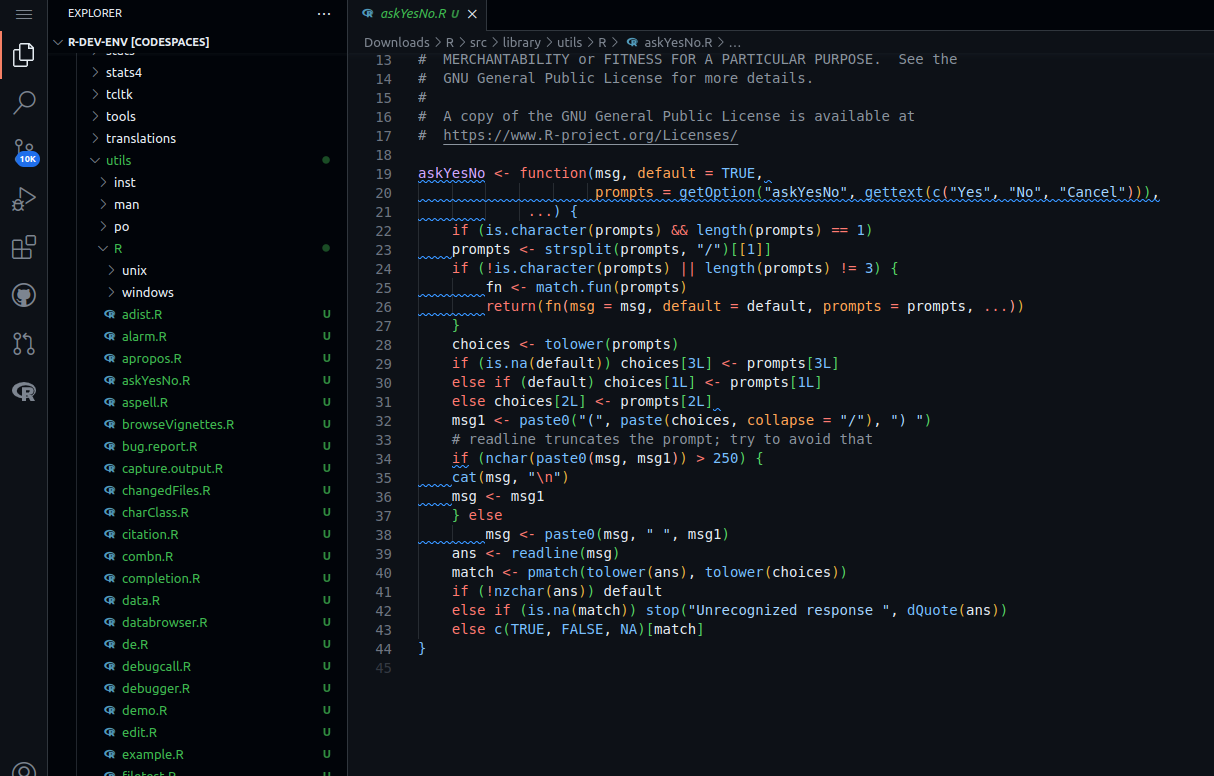 EXPLORER
R-DEV-ENV [CODESPACES]
stats
stats4
tcltk
tools
translations
utils
inst
man
po
R
unix
windows
adist.R U
alarm.R U
apropos.R U
askYesNo.R U
aspell.R U
browseVignettes.R U
bug.report.R U
capture.output.R U
changedFiles.R U
charClass.R U
citation.R U
combn.R U
completion.R U
data.R U
databrowser.R U
de.R U
debugcall.R U
debugger.R U
demo.R U
edit.R U
example.R U
filetest.R
10K
askYesNo.R U
Downloads > R > src > library > utils > R > askYesNo.R > ...
13 #  MERCHANTABILITY or FITNESS FOR A PARTICULAR PURPOSE.  See the
14 #  GNU General Public License for more details.
15 #
16 #  A copy of the GNU General Public License is available at
17 #  https://www.R-project.org/Licenses/
18
19 askYesNo <- function(msg, default = TRUE,
20                      prompts = getOption("askYesNo", gettext(c("Yes", "No", "Cancel"))),
21              ...) {
22     if (is.character(prompts) && length(prompts) == 1)
23     prompts <- strsplit(prompts, "/")[[1]]
24     if (!is.character(prompts) || length(prompts) != 3) {
25         fn <- match.fun(prompts)
26         return(fn(msg = msg, default = default, prompts = prompts, ...))
27     }
28     choices <- tolower(prompts)
29     if (is.na(default)) choices[3L] <- prompts[3L]
30     else if (default) choices[1L] <- prompts[1L]
31     else choices[2L] <- prompts[2L]
32     msg1 <- paste0("(", paste(choices, collapse = "/"), ") ")
33     # readline truncates the prompt; try to avoid that
34     if (nchar(paste0(msg, msg1)) > 250) {
35     cat(msg, "\n")
36     msg <- msg1
37     } else
38         msg <- paste0(msg, " ", msg1)
39     ans <- readline(msg)
40     match <- pmatch(tolower(ans), tolower(choices))
41     if (!nzchar(ans)) default
42     else if (is.na(match)) stop("Unrecognized response ", dQuote(ans))
43     else c(TRUE, FALSE, NA)[match]
44 }
45